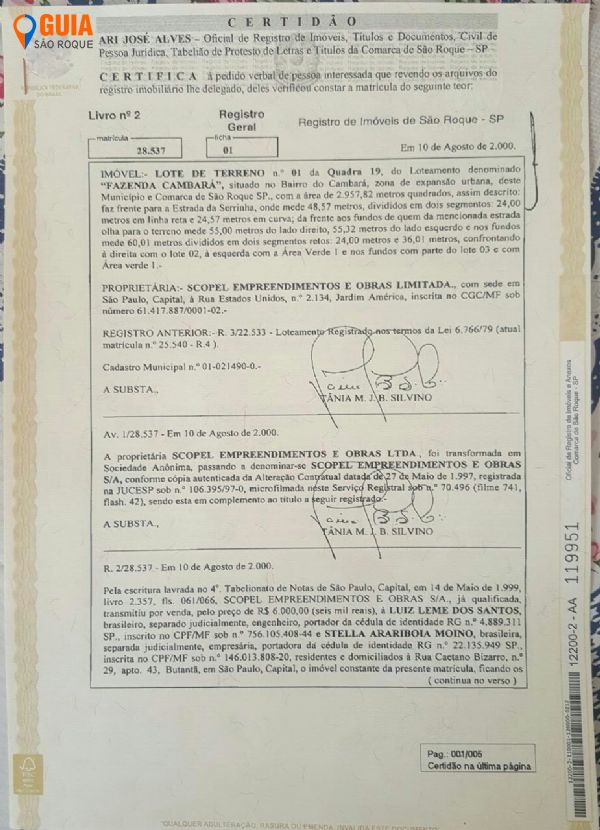 GUIA
SÃO ROQUE
CERTIDÃO
ARI JOSÉ ALVES – Oficial de Registro de Imóveis, Títulos e Documentos, Civil de
Pessoa Jurídica, Tabelião de Protesto de Letras e Títulos da Comarca de São Roque – SP
CERTIFICA à pedido verbal de pessoa interessada que revendo os arquivos do
registro imobiliário lhe delegado, deles verificou constar a matrícula do seguinte teor:
Livro nº 2 Registro Geral Registro de Imóveis de São Roque - SP
matrícula 28.537 ficha 01 Em 10 de Agosto de 2.000.
IMÓVEL:- LOTE DE TERRENO n.º 01 da Quadra 19, do Loteamento denominado
"FAZENDA CAMBARÁ", situado no Bairro do Cambará, zona de expansão urbana, deste
Município e Comarca de São Roque SP., com a área de 2.957,82 metros quadrados, assim descrito:
faz frente para a Estrada da Serrinha, onde mede 48,57 metros, divididos em dois segmentos: 24,00
metros em linha reta e 24,57 metros em curva; da frente aos fundos de quem da mencionada estrada
olha para o terreno mede 55,00 metros do lado direito, 55,32 metros do lado esquerdo e nos fundos
mede 60,01 metros divididos em dois segmentos retos: 24,00 metros e 36,01 metros, confrontando
à direita com o lote 02, à esquerda com a Área Verde 1 e nos fundos com parte do lote 03 e com
Área verde 1.-
PROPRIETÁRIA:- SCOPEL EMPREENDIMENTOS E OBRAS LIMITADA., com sede em
São Paulo, Capital, à Rua Estados Unidos, n.º 2.134, Jardim América, inscrita no CGC/MF sob
número 61.417.887/0001-02.-
REGISTRO ANTERIOR:-R. 3/22.533 - Loteamento Registrado nos termos da Lei 6.766/79 (atual
matrícula n.º 25.540 - R.4 ).
Cadastro Municipal n.º 01-021490-0.-
A SUBSTA.,
TÂNIA M. J. B. SILVINO
Av. 1/28.537 - Em 10 de Agosto de 2.000.
A proprietária SCOPEL EMPREENDIMENTOS E OBRAS LTDA., foi transformada em
Sociedade Anônima, passando a denominar-se SCOPEL EMPREENDIMENTOS E OBRAS
S/A, conforme cópia autenticada da Alteração Contratual datada de 27 de Maio de 1.997, registrada
na JUCESP sob n.º 106.395/97-0, microfilmada neste Serviço Registral sob n.º 70.496 (filme 741,
flash. 42), sendo esta em complemento ao título a seguir registrado.-
A SUBSTA.,
TÂNIA M. J. B. SILVINO
R. 2/28.537 - Em 10 de Agosto de 2.000.
Pela escritura lavrada no 4º. Tabelionato de Notas de São Paulo, Capital, em 14 de Maio de 1.999,
livro 2.357, fls. 061/066, SCOPEL EMPREENDIMENTOS E OBRAS S/A., já qualificada,
transmitiu por venda, pelo preço de R$ 6.000,00 (seis mil reais), à LUIZ LEME DOS SANTOS,
brasileiro, separado judicialmente, engenheiro, portador da cédula de identidade RG n.º 4.889.311
SP., inscrito no CPF/MF sob n.º 756.105.408-44 e STELLA ARARIBOIA MOINO, brasileira,
separada judicialmente, empresária, portadora da cédula de identidade RG n.º 22.135.949 SP.,
inscrita no CPF/MF sob n.º 146.013.808-20, residentes e domiciliados à Rua Caetano Bizarro, n.º
29, apto. 43, Butantã, em São Paulo, Capital, o imóvel constante da presente matrícula, ficando os
( continua no verso )
Pag.: 001/006
Certidão na última página
Oficial de Registro de Imóveis e Anexos
Comarca de São Roque - SP
12200-2 - AA 119951
"QUALQUER ADULTERAÇÃO, RASURA OU EMENDA, INVALIDA ESTE DOCUMENTO"